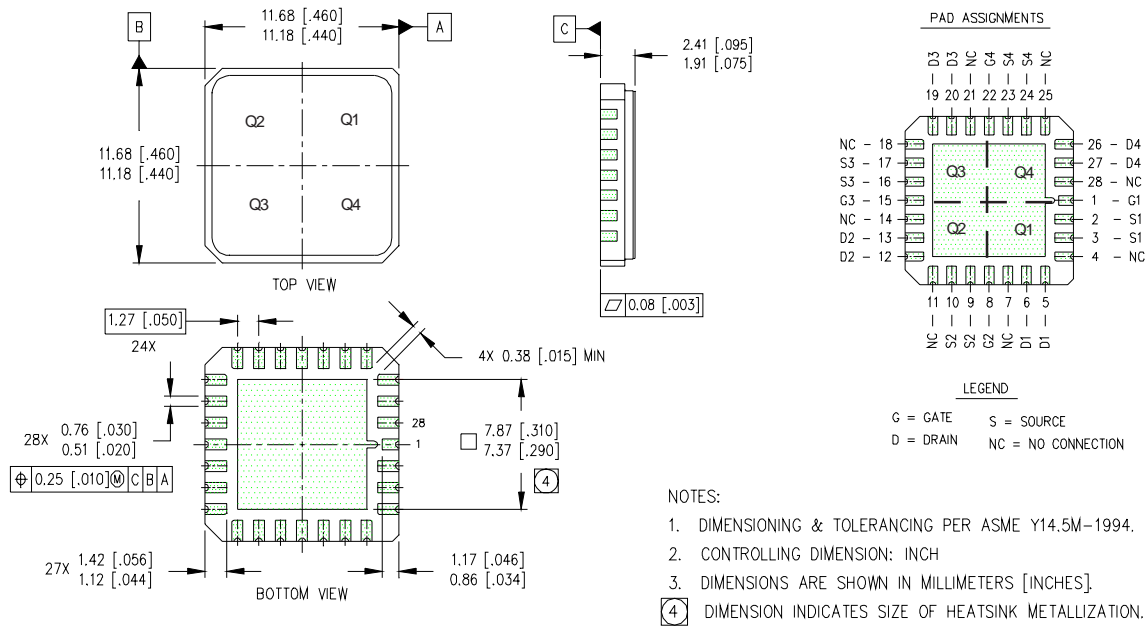 B
11.68 [.460]
11.18 [.440]
A
11.68 [.460]
11.18 [.440]
Q2
Q1
Q3
Q4
TOP VIEW
C
2.41 [.095]
1.91 [.075]
0.08 [.003]
PAD ASSIGNMENTS
D3
D3
NC
G4
S4
S4
NC
19
20
21
22
23
24
25
NC - 18
S3 - 17
S3 - 16
G3 - 15
NC - 14
D2 - 13
D2 - 12
Q3
Q4
Q2
Q1
26 - D4
27 - D4
28 - NC
1 - G1
2 - S1
3 - S1
4 - NC
11
10
9
8
7
6
5
NC
S2
S2
G2
NC
D1
D1
1.27 [.050]
24X
4X 0.38 [.015] MIN
28X 0.76 [.030]
0.51 [.020]
⌖ 0.25 [.010] Ⓜ C B A
28
1
7.87 [.310]
7.37 [.290]
4
27X 1.42 [.056]
1.12 [.044]
1.17 [.046]
0.86 [.034]
BOTTOM VIEW
LEGEND
G = GATE S = SOURCE
D = DRAIN NC = NO CONNECTION
NOTES:
1. DIMENSIONING & TOLERANCING PER ASME Y14.5M-1994.
2. CONTROLLING DIMENSION: INCH
3. DIMENSIONS ARE SHOWN IN MILLIMETERS [INCHES].
4 DIMENSION INDICATES SIZE OF HEATSINK METALLIZATION.